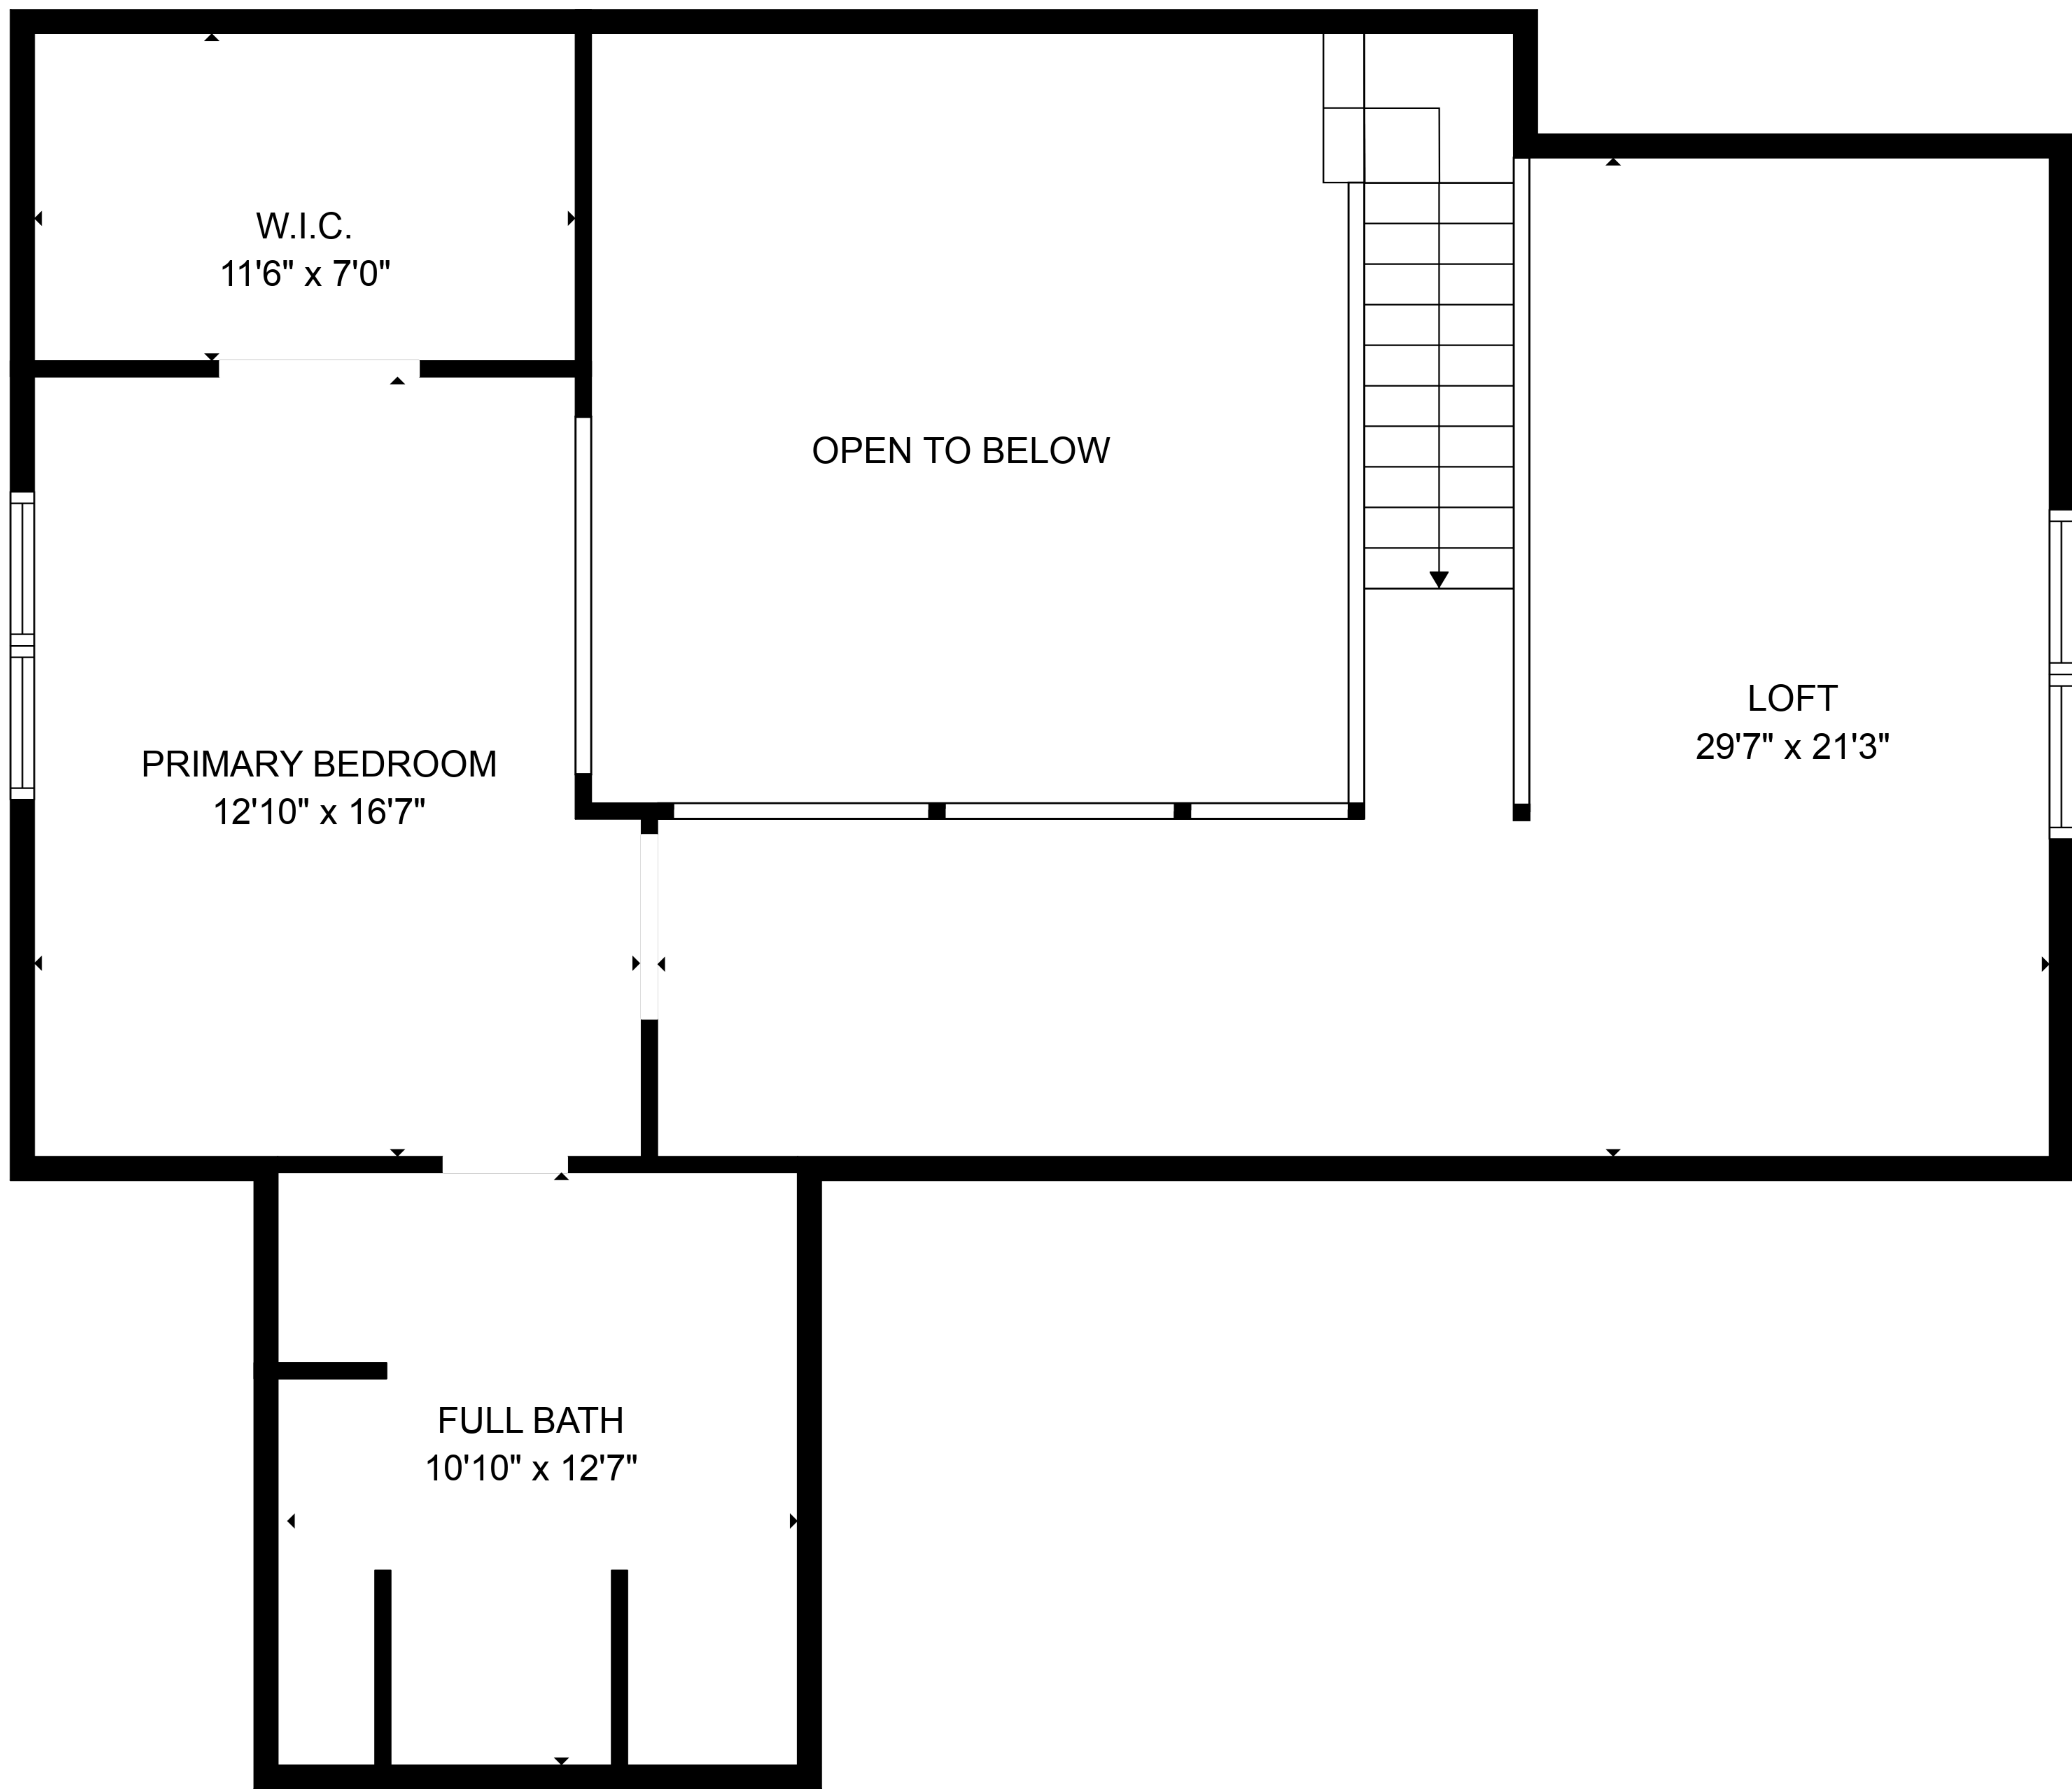 W.I.C.
11'6" x 7'0"
OPEN TO BELOW
LOFT
29'7" x 21'3"
PRIMARY BEDROOM
12'10" x 16'7"
FULL BATH
10'10" x 12'7"